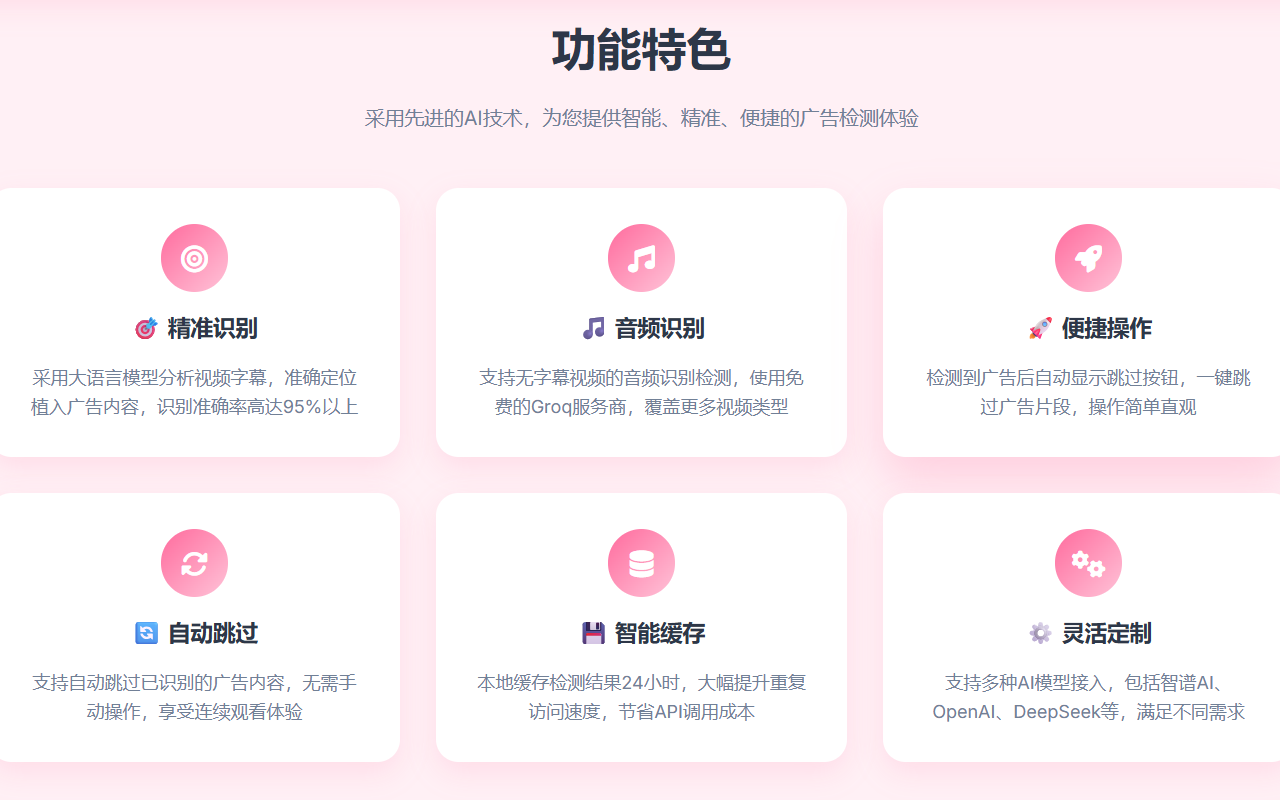 功能特色
采用先进的AI技术，为您提供智能、精准、便捷的广告检测体验
🎯 精准识别
采用大语言模型分析视频字幕，准确定位
植入广告内容，识别准确率高达95%以上
🎵 音频识别
支持无字幕视频的音频识别检测，使用免
费的Groq服务商，覆盖更多视频类型
🚀 便捷操作
检测到广告后自动显示跳过按钮，一键跳
过广告片段，操作简单直观
🔄 自动跳过
支持自动跳过已识别的广告内容，无需手
动操作，享受连续观看体验
💾 智能缓存
本地缓存检测结果24小时，大幅提升重复
访问速度，节省API调用成本
⚙️ 灵活定制
支持多种AI模型接入，包括智谱AI、
OpenAI、DeepSeek等，满足不同需求